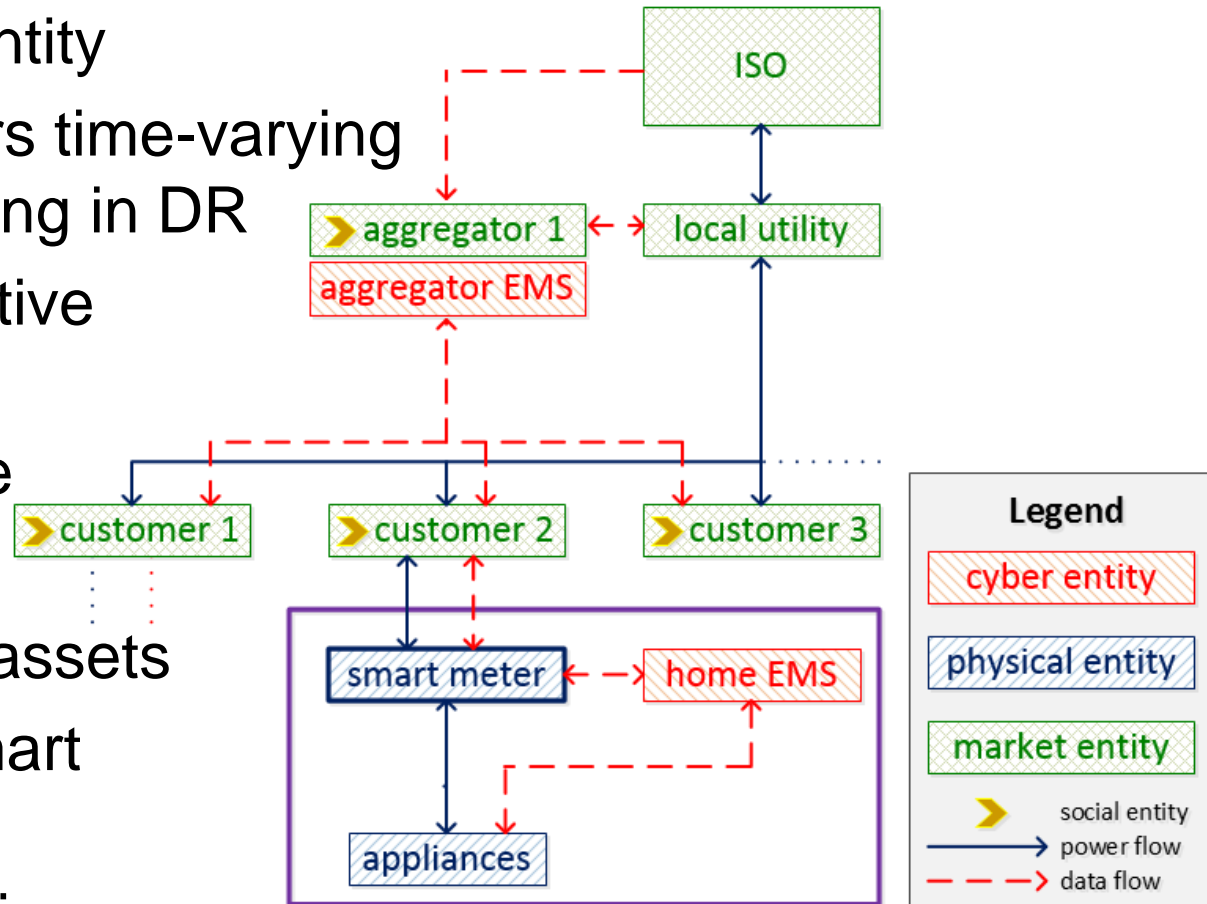 ntity
rs time-varying
ng in DR
tive
e
assets
nart
.
ISO
aggregator 1
local utility
aggregator EMS
customer 1
customer 2
customer 3
smart meter
home EMS
appliances
Legend
cyber entity
physical entity
market entity
social entity
power flow
data flow